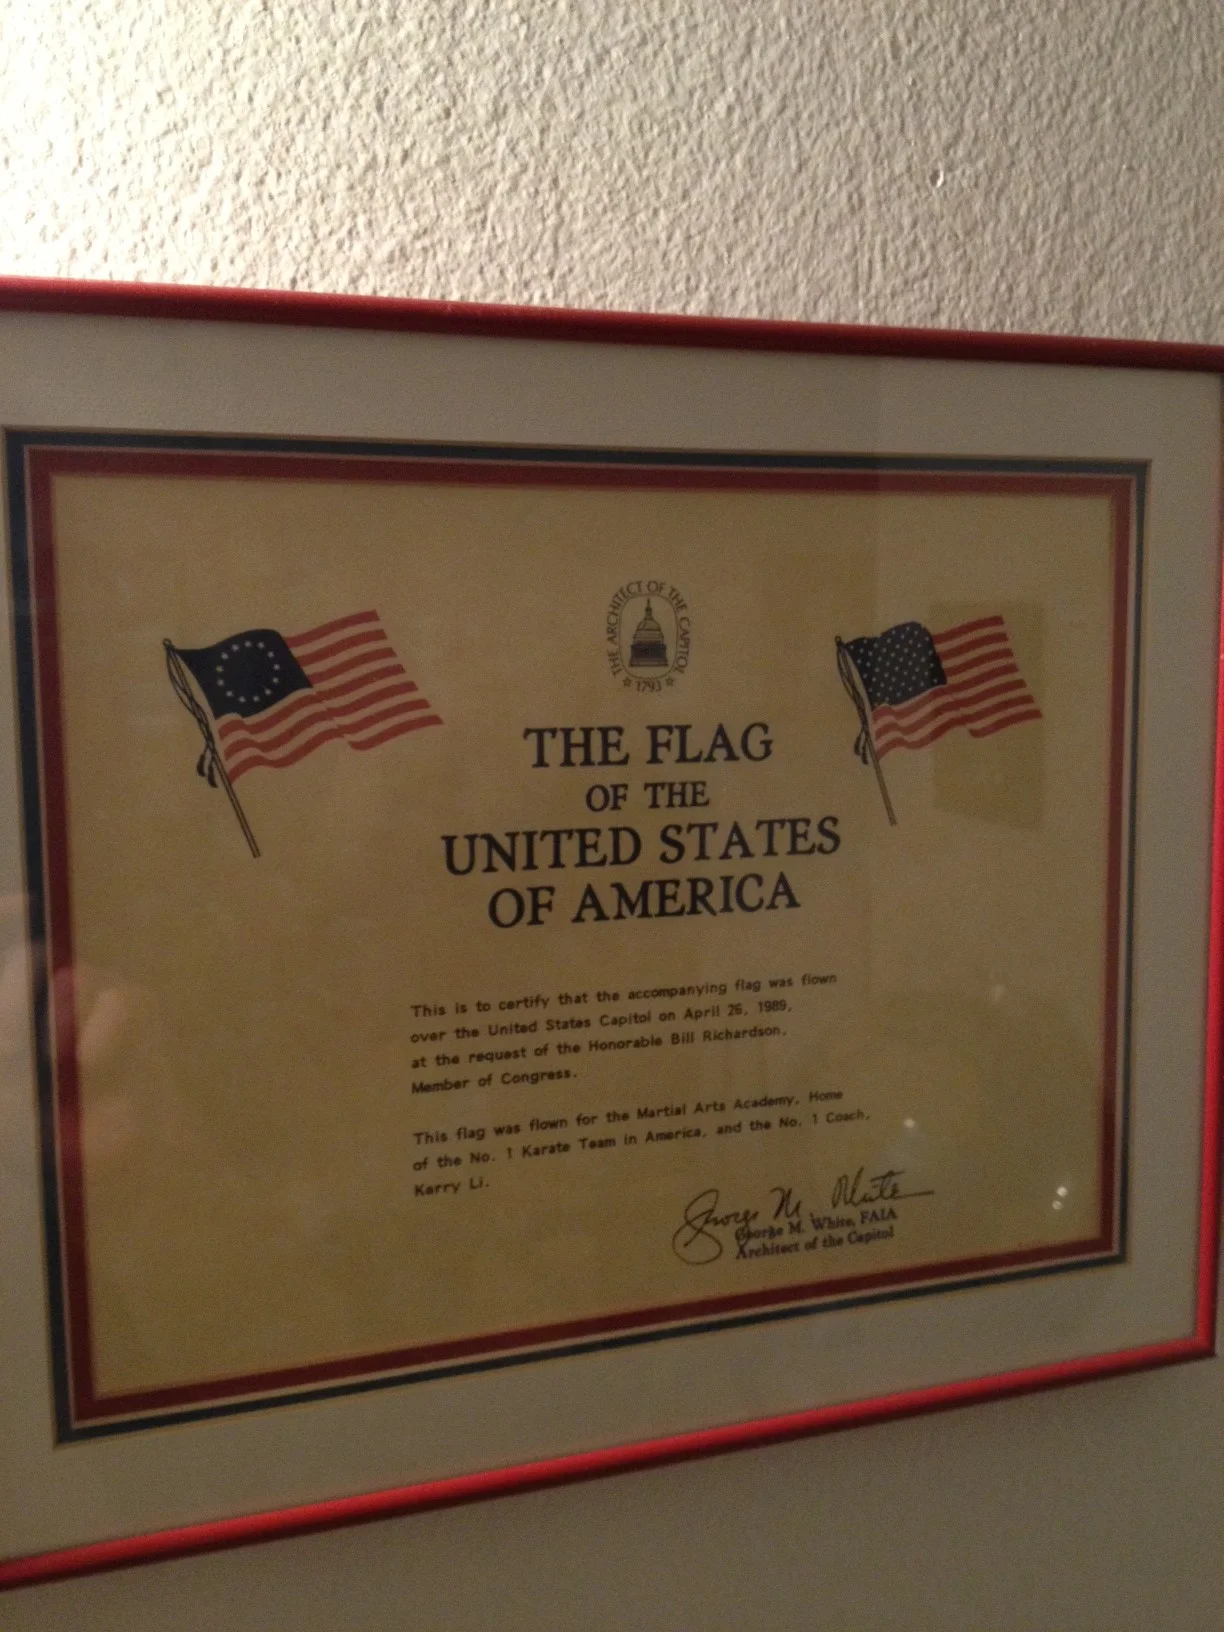 THE ARCHITECT OF THE CAPITOL
☆ 1793 ☆
THE FLAG
OF THE
UNITED STATES
OF AMERICA
This is to certify that the accompanying flag was flown
over the United States Capitol on April 26, 1989,
at the request of the Honorable Bill Richardson,
Member of Congress.
This flag was flown for the Martial Arts Academy, Home
of the No. 1 Karate Team in America, and the No. 1 Coach,
Kerry Li.
George M. White
George M. White, FAIA
Architect of the Capitol